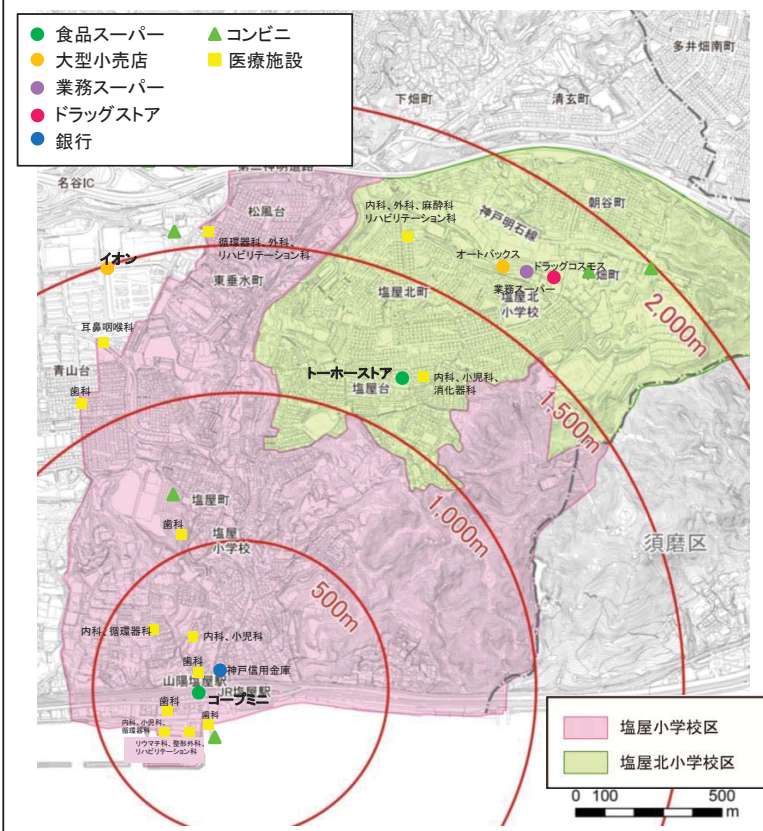 食品スーパー
コンビニ
大型小売店
医療施設
業務スーパー
ドラッグストア
銀行
多井畑南町
下畑町
清玄町
名谷IC
第二神明道路
松風台
内科、外科、麻酔科
リハビリテーション科
朝谷町
神戸明石線
循環器科、外科、
リハビリテーション科
イオン
東垂水町
オートバックス
ドラッグコスモス
塩屋北町
業務スーパー
畑町
塩屋北
小学校
2,000m
耳鼻咽喉科
青山台
トーホーストア
内科、小児科、
消化器科
塩屋台
歯科
1,500m
塩屋町
1,000m
歯科
塩屋
小学校
須磨区
500m
内科、循環器科
内科、小児科
歯科
神戸信用金庫
山陽塩屋駅
JR塩屋駅
コープミニ
歯科
内科、小児科、
循環器科
歯科
リウマチ科、整形外科、
リハビリテーション科
塩屋小学校区
塩屋北小学校区
0 100 500
m